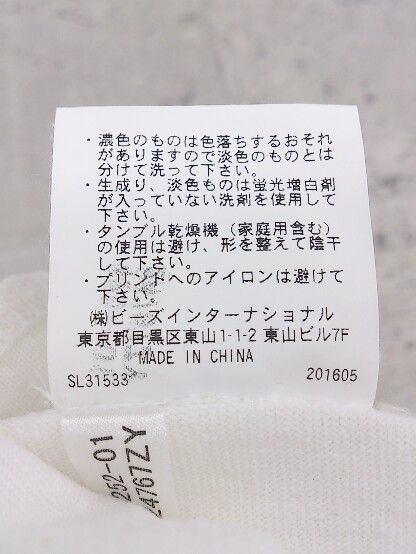 ・濃色のものは色落ちするおそれ
がありますので淡色のものとは
分けて洗って下さい。
・生成り、淡色ものは蛍光増白剤
が入っていない洗剤を使用して
下さい。
・タンブル乾燥機（家庭用含む）
の使用は避け、形を整えて陰干
して下さい。
・プリントへのアイロンは避けて
下さい。
㈱ビーズインターナショナル
東京都目黒区東山1-1-2 東山ビル7F
MADE IN CHINA
SL31533
201605
252-01
24767ZY